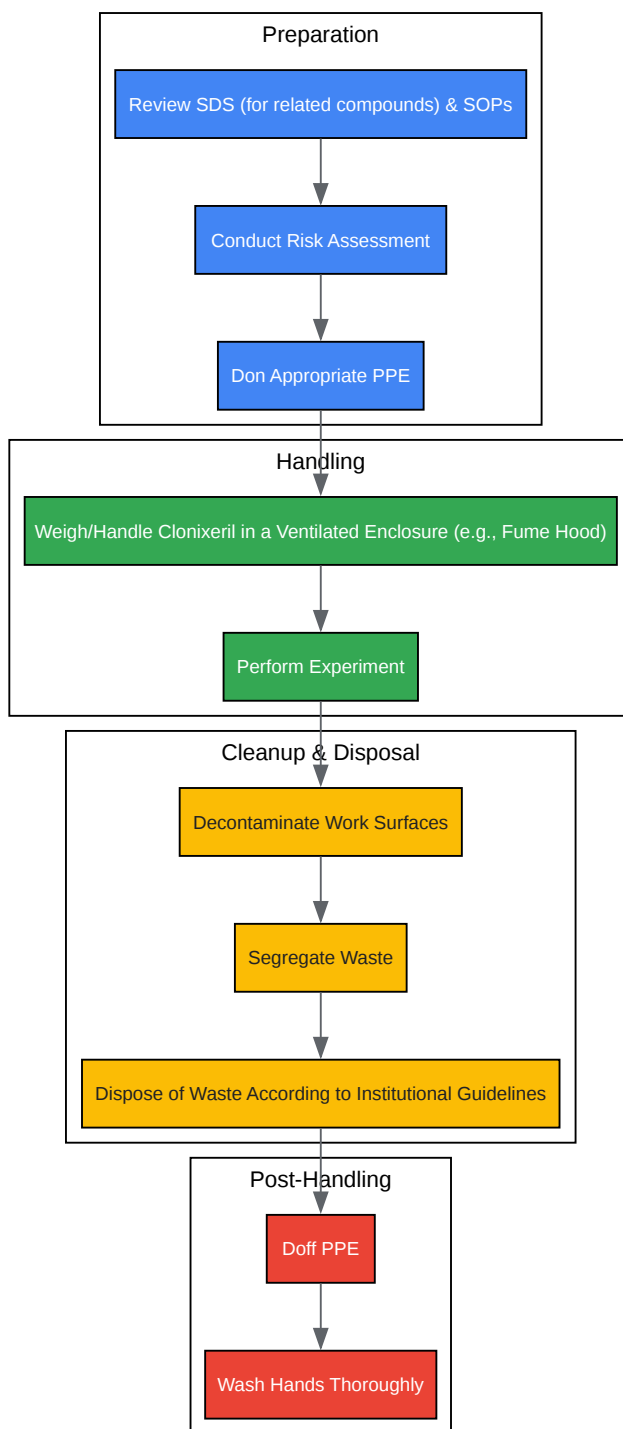 Preparation
Review SDS (for related compounds) & SOPs
Conduct Risk Assessment
Don Appropriate PPE
Handling
Weigh/Handle Clonixeril in a Ventilated Enclosure (e.g., Fume Hood)
Perform Experiment
Cleanup & Disposal
Decontaminate Work Surfaces
Segregate Waste
Dispose of Waste According to Institutional Guidelines
Post-Handling
Doff PPE
Wash Hands Thoroughly